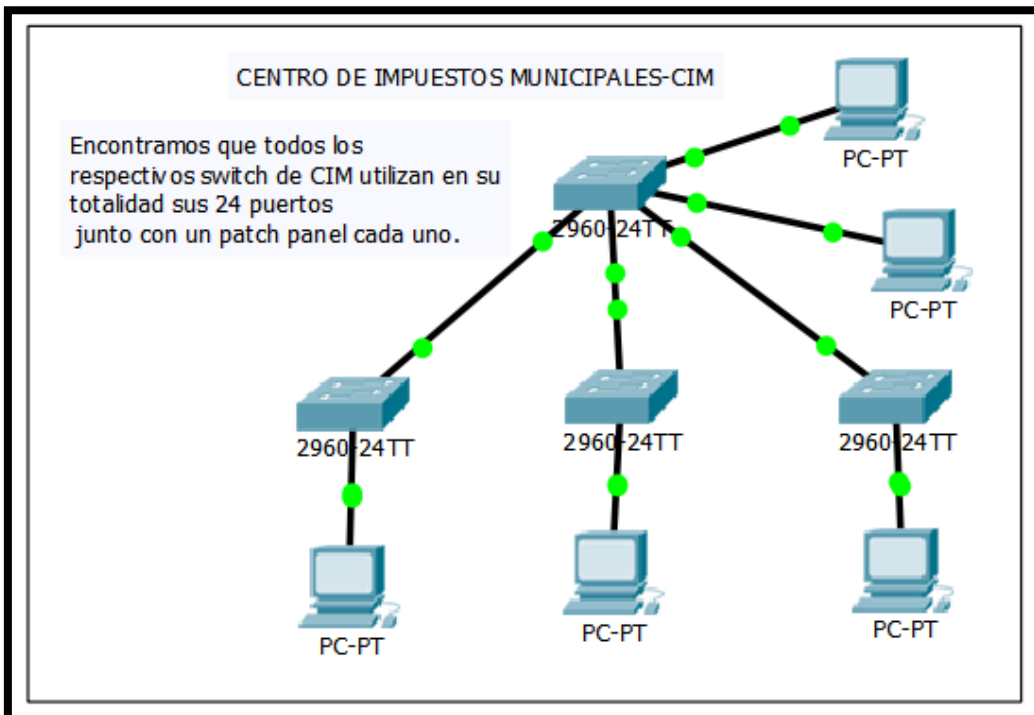 CENTRO DE IMPUESTOS MUNICIPALES-CIM
Encontramos que todos los
respectivos switch de CIM utilizan en su
totalidad sus 24 puertos
junto con un patch panel cada uno.
PC-PT
2960-24TT
PC-PT
2960-24TT
2960-24TT
2960-24TT
PC-PT
PC-PT
PC-PT